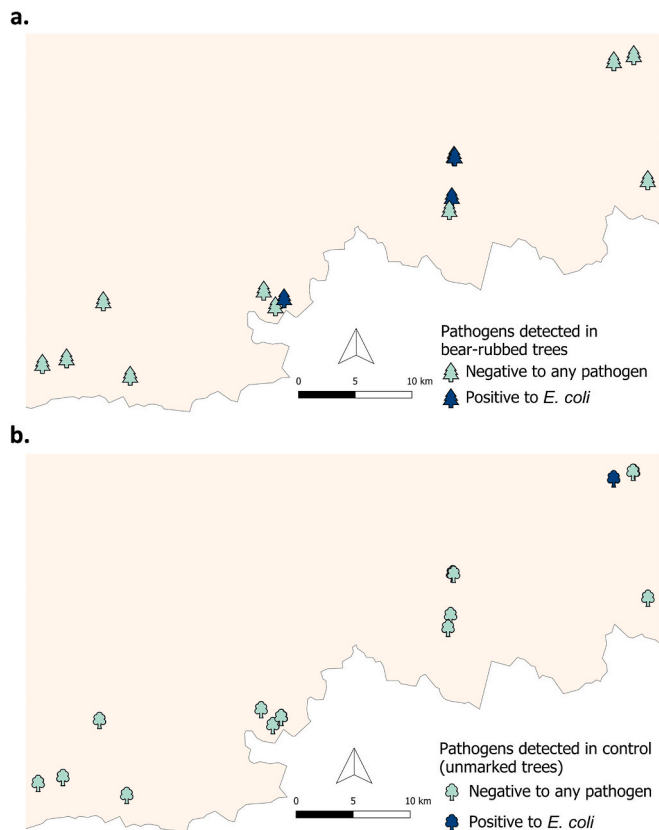 a.
Pathogens detected in
bear-rubbed trees
Negative to any pathogen
Positive to E. coli
0 5 10 km
b.
Pathogens detected in control
(unmarked trees)
Negative to any pathogen
Positive to E. coli
0 5 10 km